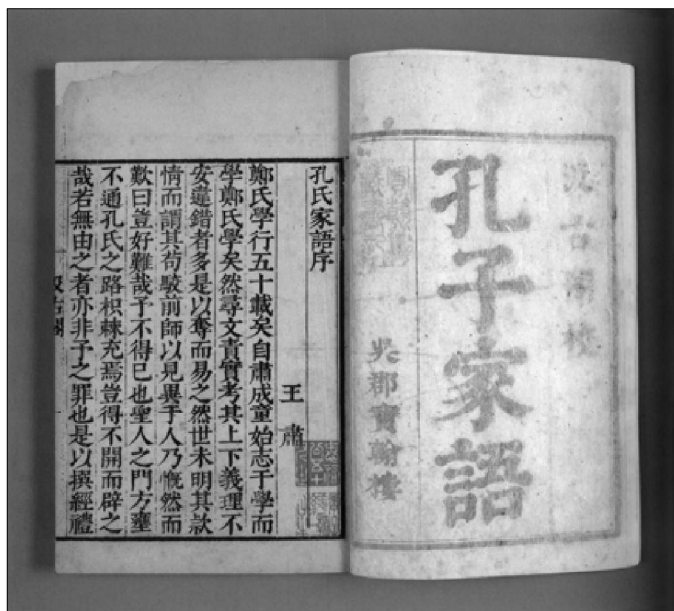 汲古閣校
孔子家語
吳郡寶翰樓
孔氏家語序
王肅
鄭氏學行五十載矣自肅成童始志于學而
學鄭氏學矣然尋文責實考其上下義理不
安違錯者多是以奪而易之然世未明其款
情而謂其苟駮前師以見異于人乃慨然而
歎曰豈好難哉予不得已也聖人之門方壅
不通孔氏之路枳棘充焉豈得不開而辟之
哉若無由之者亦非予之罪也是以撰經禮